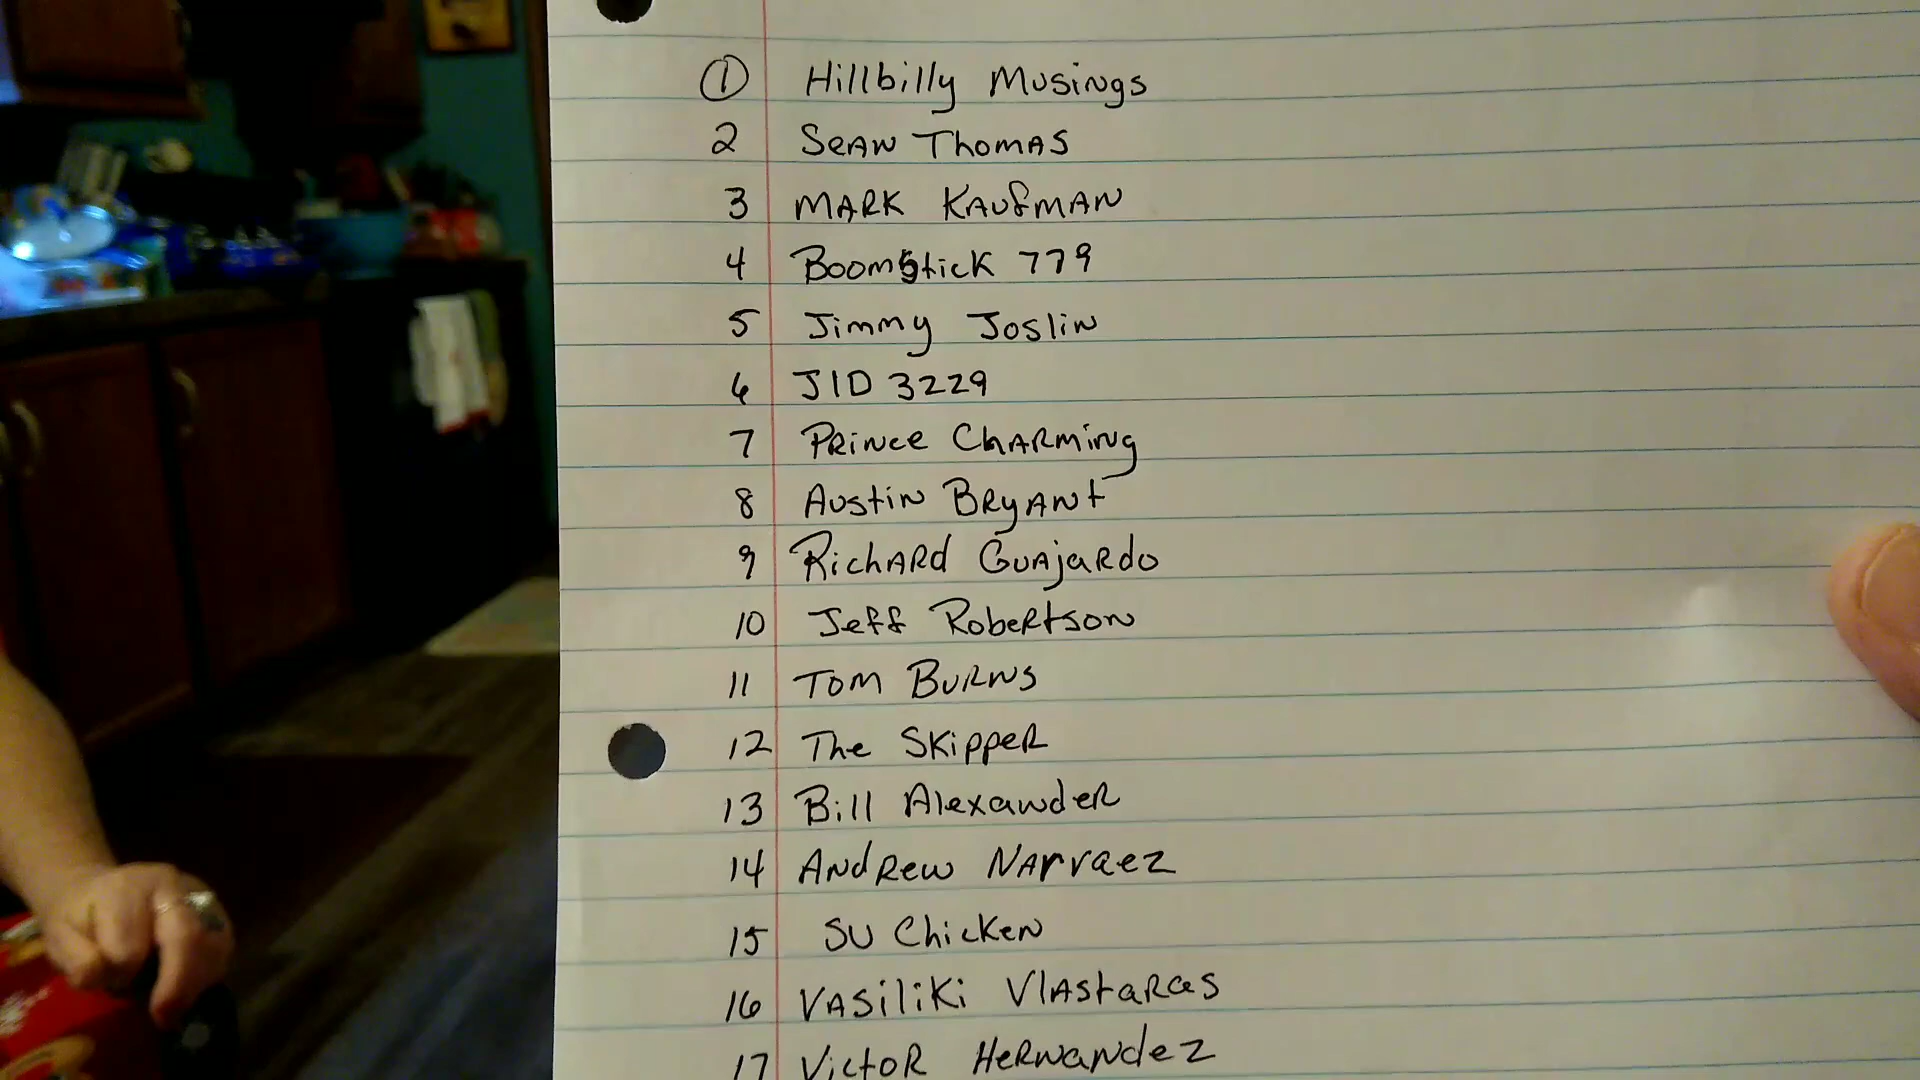 ① Hillbilly Musings
2 Sean Thomas
3 Mark Kaufman
4 Boomstick 779
5 Jimmy Joslin
6 JID 3229
7 Prince Charming
8 Austin Bryant
9 Richard Guajardo
10 Jeff Robertson
11 Tom Burns
12 The Skipper
13 Bill Alexander
14 Andrew Narvaez
15 SU Chicken
16 Vasiliki Vlastaras
17 Victor Hernandez